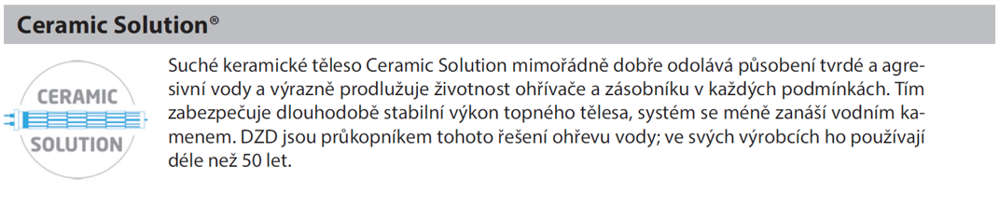 Ceramic Solution®
CERAMIC
SOLUTION
Suché keramické těleso Ceramic Solution mimořádně dobře odolává působení tvrdé a agre-
sivní vody a výrazně prodlužuje životnost ohřívače a zásobníku v každých podmínkách. Tím
zabezpečuje dlouhodobě stabilní výkon topného tělesa, systém se méně zanáší vodním ka-
menem. DZD jsou průkopníkem tohoto řešení ohřevu vody; ve svých výrobcích ho používají
déle než 50 let.